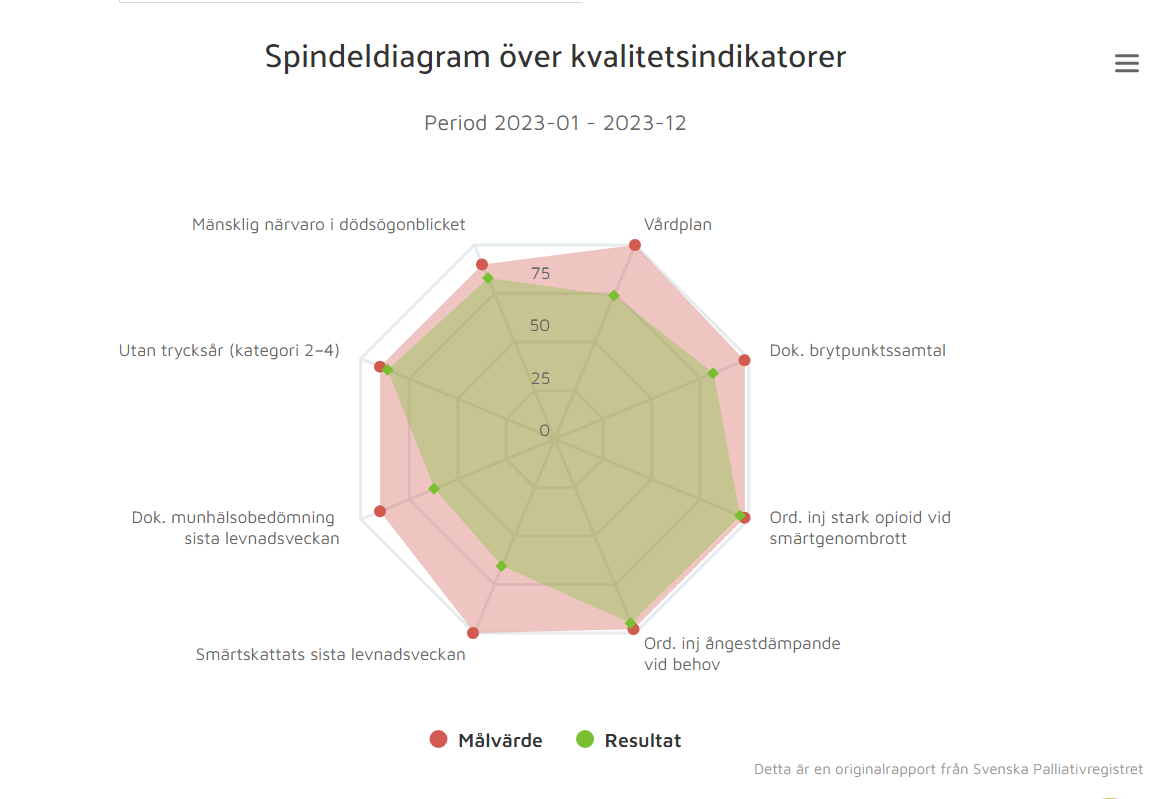 Spindeldiagram över kvalitetsindikatorer
Period 2023-01 - 2023-12
Mänsklig närvaro i dödsögonblicket
Vårdplan
75
50
25
0
Utan trycksår (kategori 2–4)
Dok. brytpunktssamtal
Dok. munhälsobedömning
sista levnadsveckan
Ord. inj stark opioid vid
smärtgenombrott
Smärtskattats sista levnadsveckan
Ord. inj ångestdämpande
vid behov
Målvärde
Resultat
Detta är en originalrapport från Svenska Palliativregistret